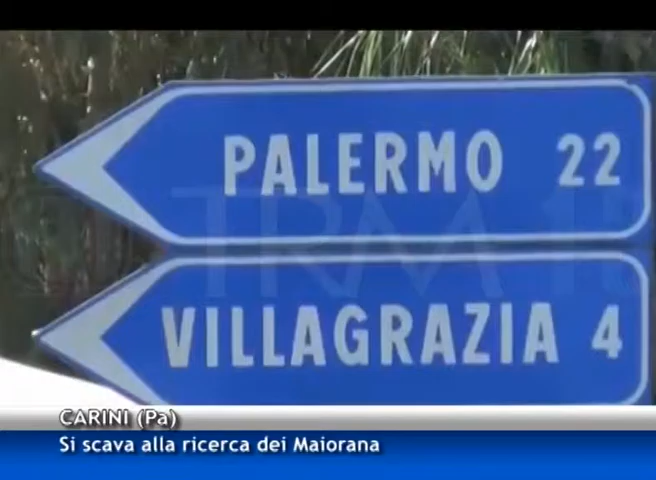 PALERMO 22
VILLAGRAZIA 4
CARINI (Pa)
Si scava alla ricerca dei Maiorana